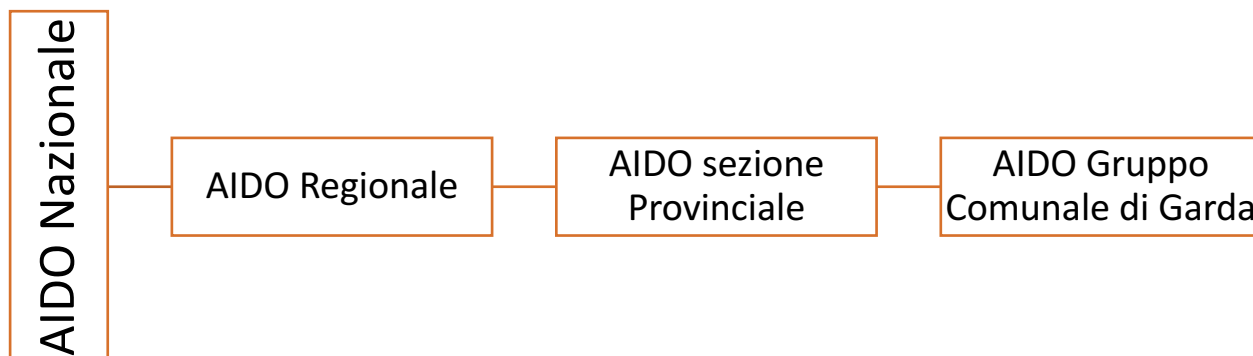 AIDO Nazionale
AIDO Regionale
AIDO sezione
Provinciale
AIDO Gruppo
Comunale di Garda